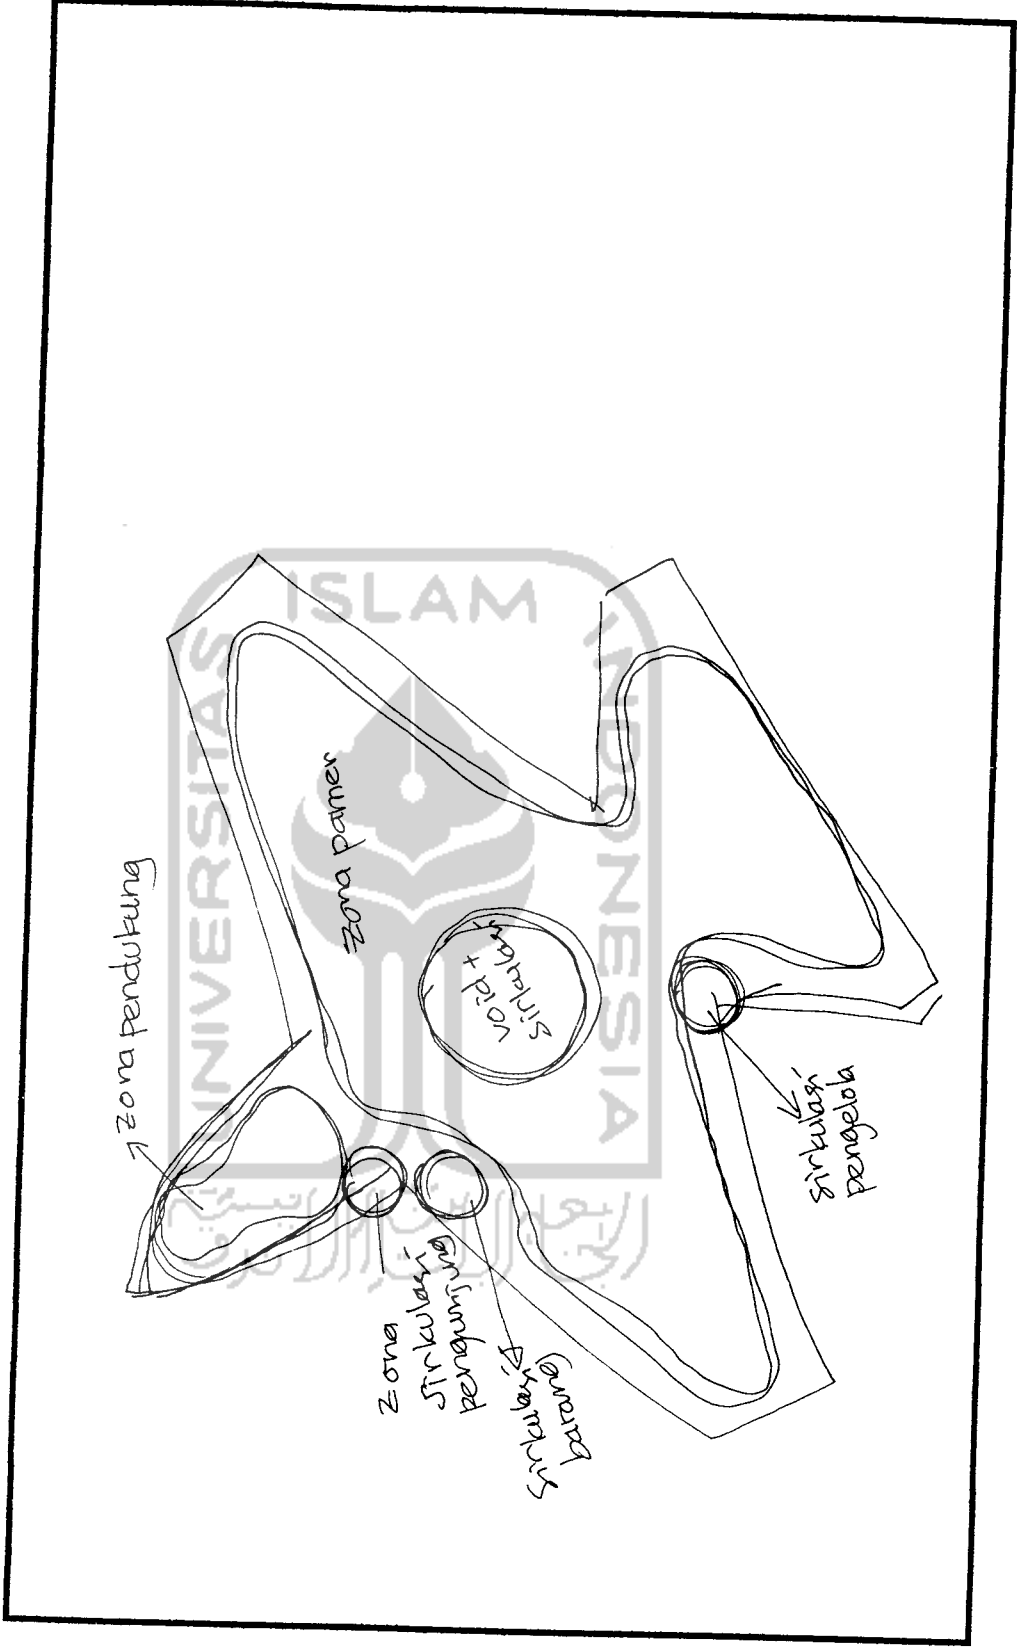 zona pendukung
zona pamer
void +
sirkulasi
zona
sirkulasi
pengunjung
sirkulasi
barang
sirkulasi
pengelola
UNIVERSITAS
ISLAM
INDONESIA